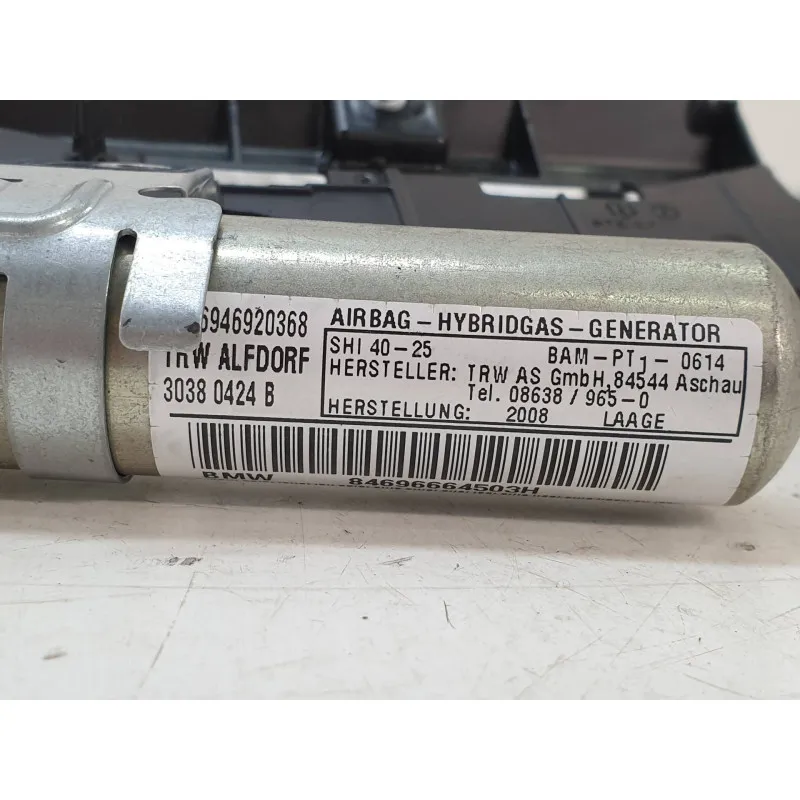 6946920368
TRW ALFDORF
3038 0424 B
AIRBAG-HYBRIDGAS-GENERATOR
SHI 40-25 BAM-PT1-0614
HERSTELLER: TRW AS GmbH, 84544 Aschau
Tel. 08638/965-0
HERSTELLUNG: 2008 LAAGE
BMW 84696664503H